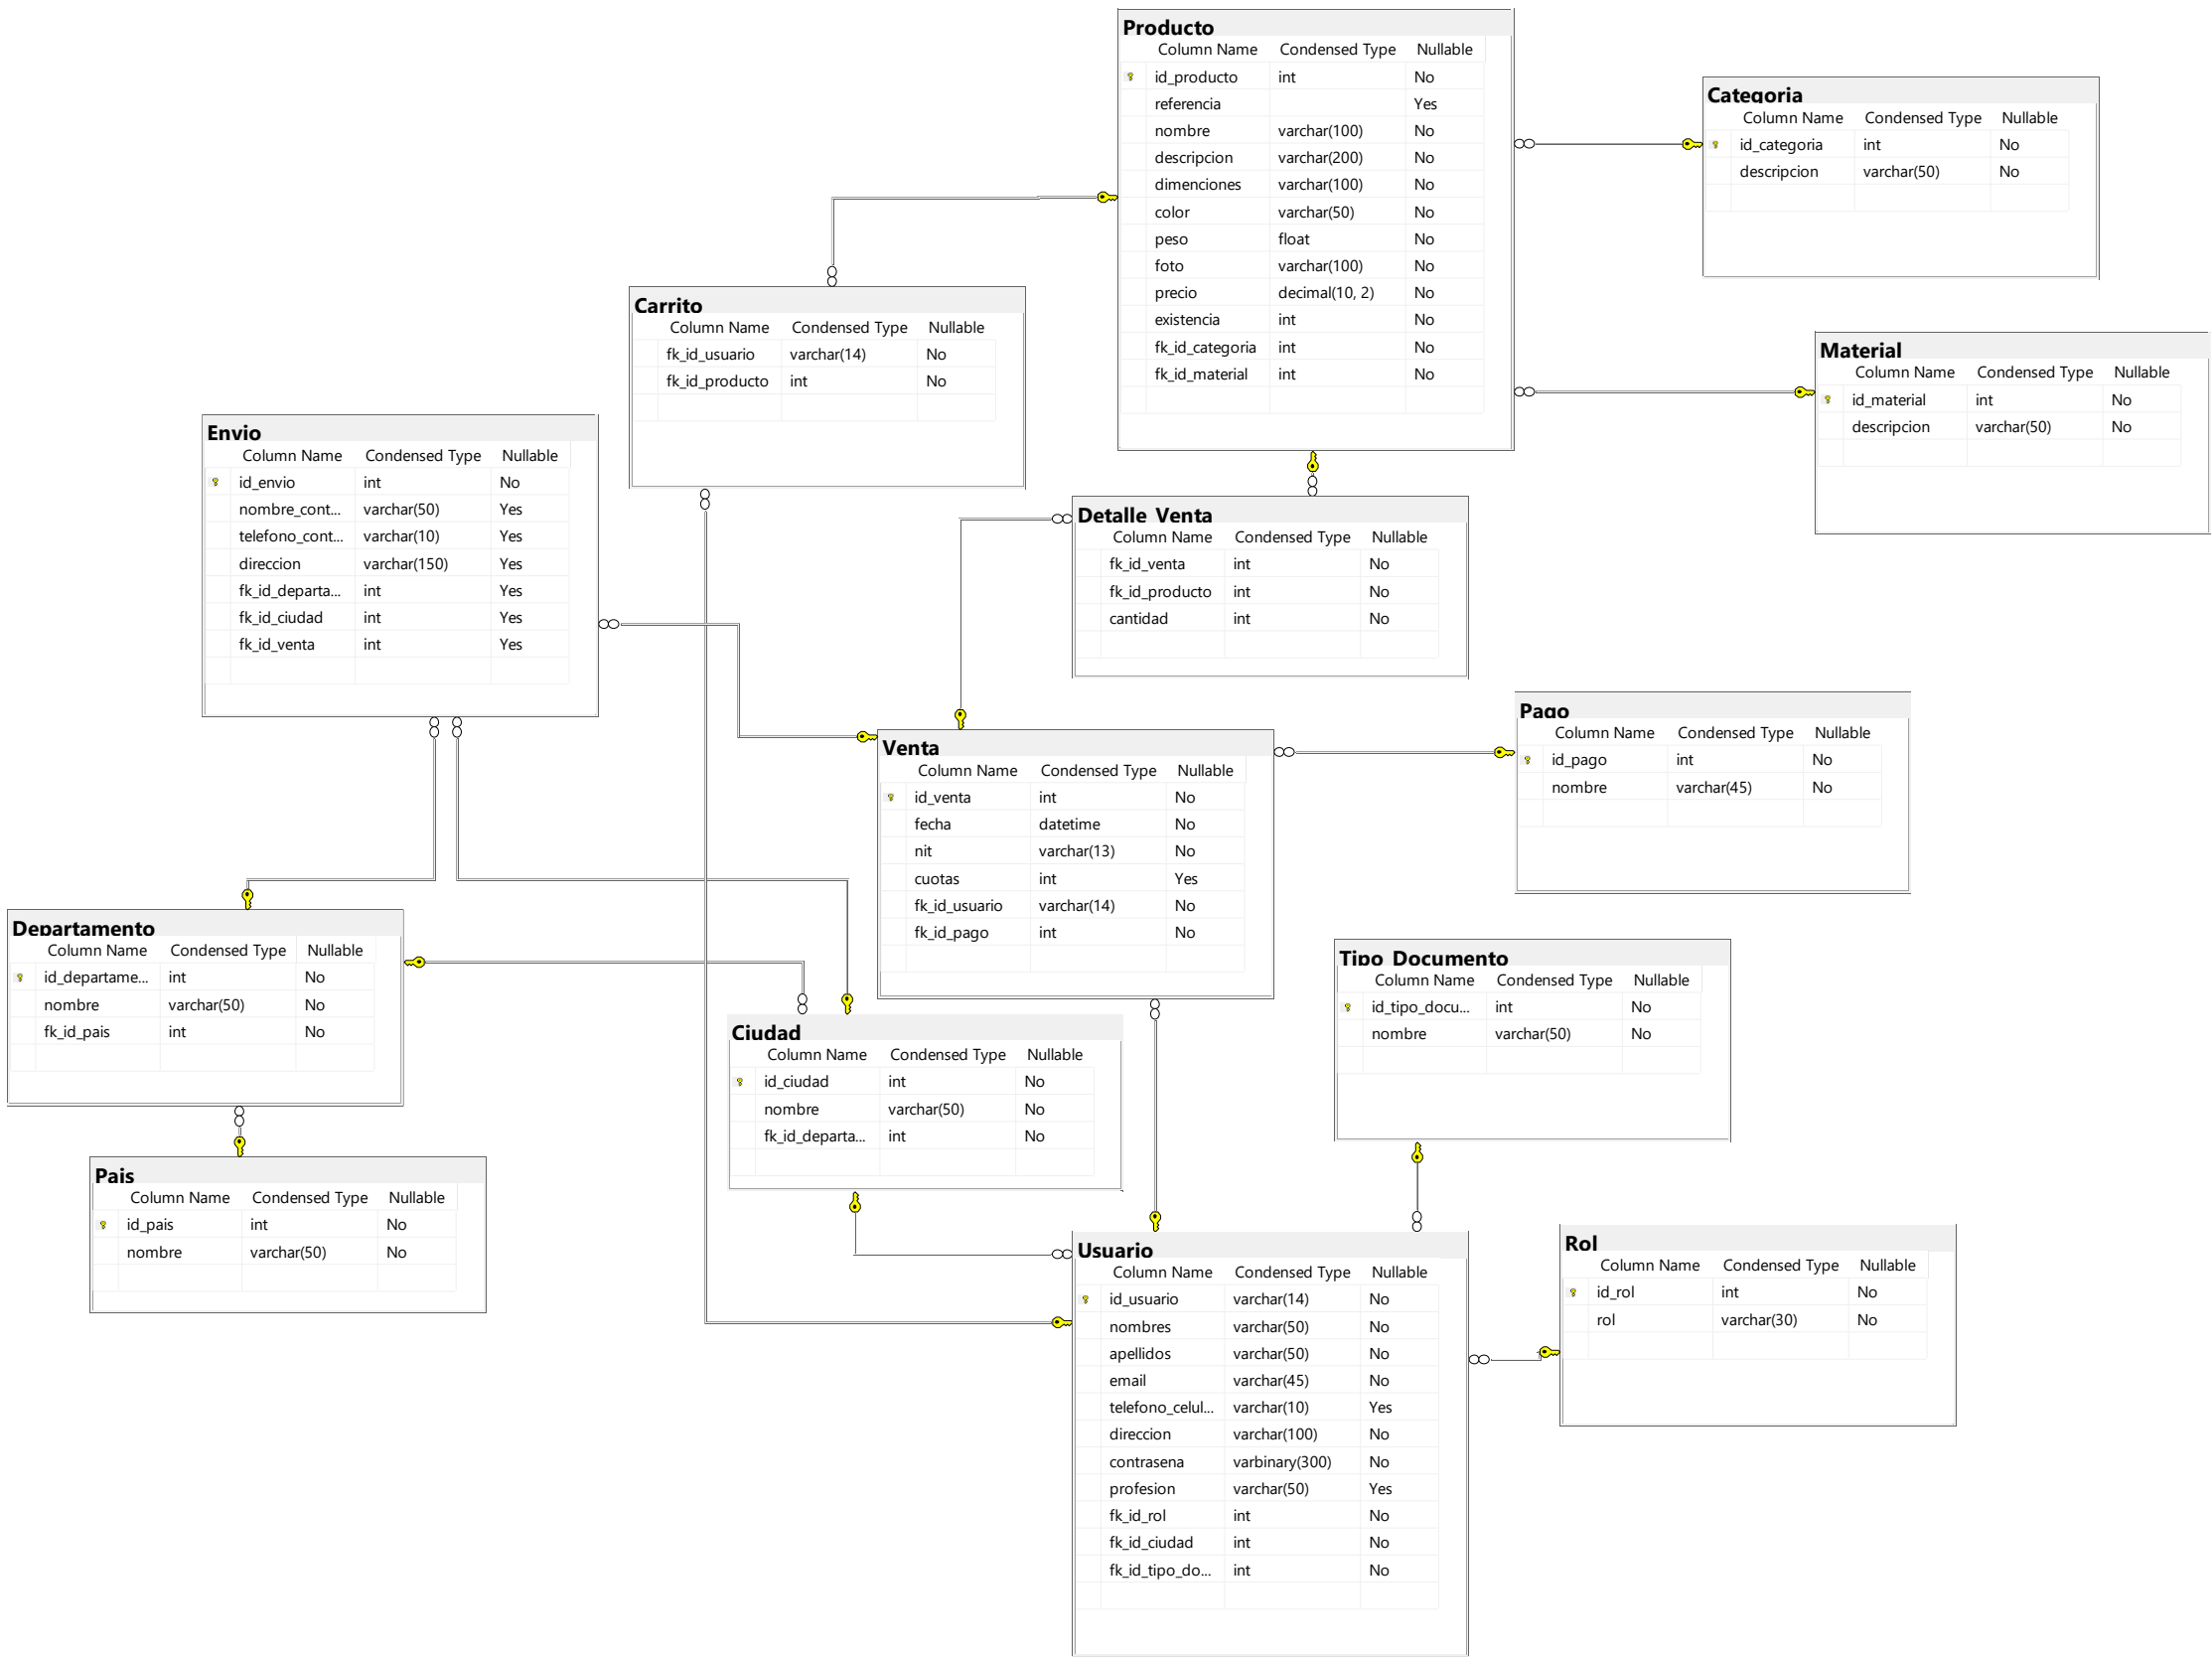 Producto
Column Name Condensed Type Nullable
id_producto int No
referencia Yes
nombre varchar(100) No
descripcion varchar(200) No
dimenciones varchar(100) No
color varchar(50) No
peso float No
foto varchar(100) No
precio decimal(10, 2) No
existencia int No
fk_id_categoria int No
fk_id_material int No
Categoria
Column Name Condensed Type Nullable
id_categoria int No
descripcion varchar(50) No
Carrito
Column Name Condensed Type Nullable
fk_id_usuario varchar(14) No
fk_id_producto int No
Material
Column Name Condensed Type Nullable
id_material int No
descripcion varchar(50) No
Envio
Column Name Condensed Type Nullable
id_envio int No
nombre_cont... varchar(50) Yes
telefono_cont... varchar(10) Yes
direccion varchar(150) Yes
fk_id_departa... int Yes
fk_id_ciudad int Yes
fk_id_venta int Yes
Detalle_Venta
Column Name Condensed Type Nullable
fk_id_venta int No
fk_id_producto int No
cantidad int No
Pago
Column Name Condensed Type Nullable
id_pago int No
nombre varchar(45) No
Venta
Column Name Condensed Type Nullable
id_venta int No
fecha datetime No
nit varchar(13) No
cuotas int Yes
fk_id_usuario varchar(14) No
fk_id_pago int No
Departamento
Column Name Condensed Type Nullable
id_departame... int No
nombre varchar(50) No
fk_id_pais int No
Tipo_Documento
Column Name Condensed Type Nullable
id_tipo_docu... int No
nombre varchar(50) No
Ciudad
Column Name Condensed Type Nullable
id_ciudad int No
nombre varchar(50) No
fk_id_departa... int No
Pais
Column Name Condensed Type Nullable
id_pais int No
nombre varchar(50) No
Usuario
Column Name Condensed Type Nullable
id_usuario varchar(14) No
nombres varchar(50) No
apellidos varchar(50) No
email varchar(45) No
telefono_celul... varchar(10) Yes
direccion varchar(100) No
contrasena varbinary(300) No
profesion varchar(50) Yes
fk_id_rol int No
fk_id_ciudad int No
fk_id_tipo_do... int No
Rol
Column Name Condensed Type Nullable
id_rol int No
rol varchar(30) No